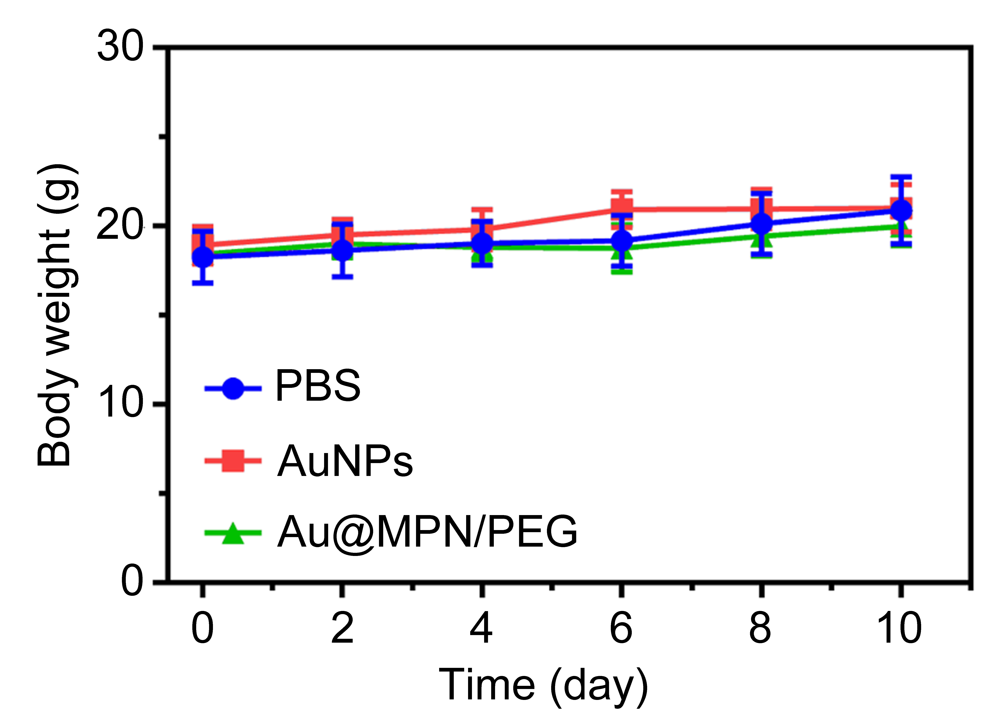 30
20
10
0
Body weight (g)
PBS
AuNPs
Au@MPN/PEG
0 2 4 6 8 10
Time (day)